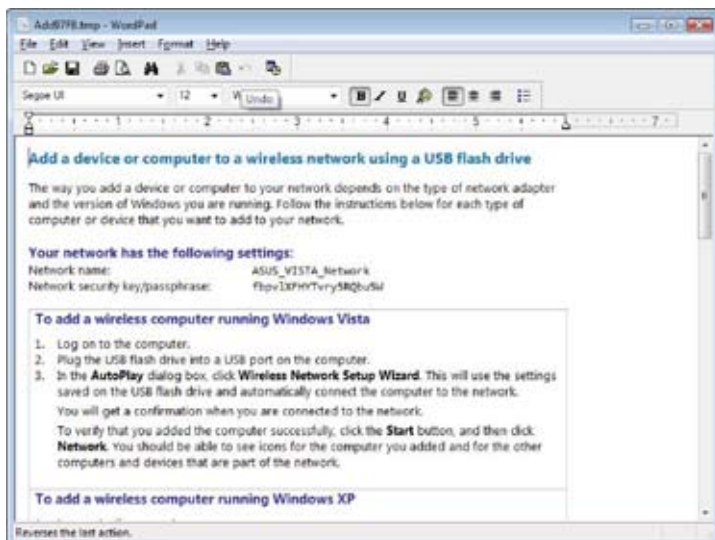 Add97F8.tmp - WordPad
File Edit View Insert Format Help
Segoe UI 12 W Undo B / U
1 2 3 4 5 7
Add a device or computer to a wireless network using a USB flash drive
The way you add a device or computer to your network depends on the type of network adapter
and the version of Windows you are running. Follow the instructions below for each type of
computer or device that you want to add to your network.
Your network has the following settings:
Network name: ASUS_VISTA_Network
Network security key/passphrase:
To add a wireless computer running Windows Vista
1. Log on to the computer.
2. Plug the USB flash drive into a USB port on the computer.
3. In the AutoPlay dialog box, click Wireless Network Setup Wizard. This will use the settings
saved on the USB flash drive and automatically connect the computer to the network.
You will get a confirmation when you are connected to the network.
To verify that you added the computer successfully, click the Start button, and then click
Network. You should be able to see icons for the computer you added and for the other
computers and devices that are part of the network.
To add a wireless computer running Windows XP
Reverses the last action.